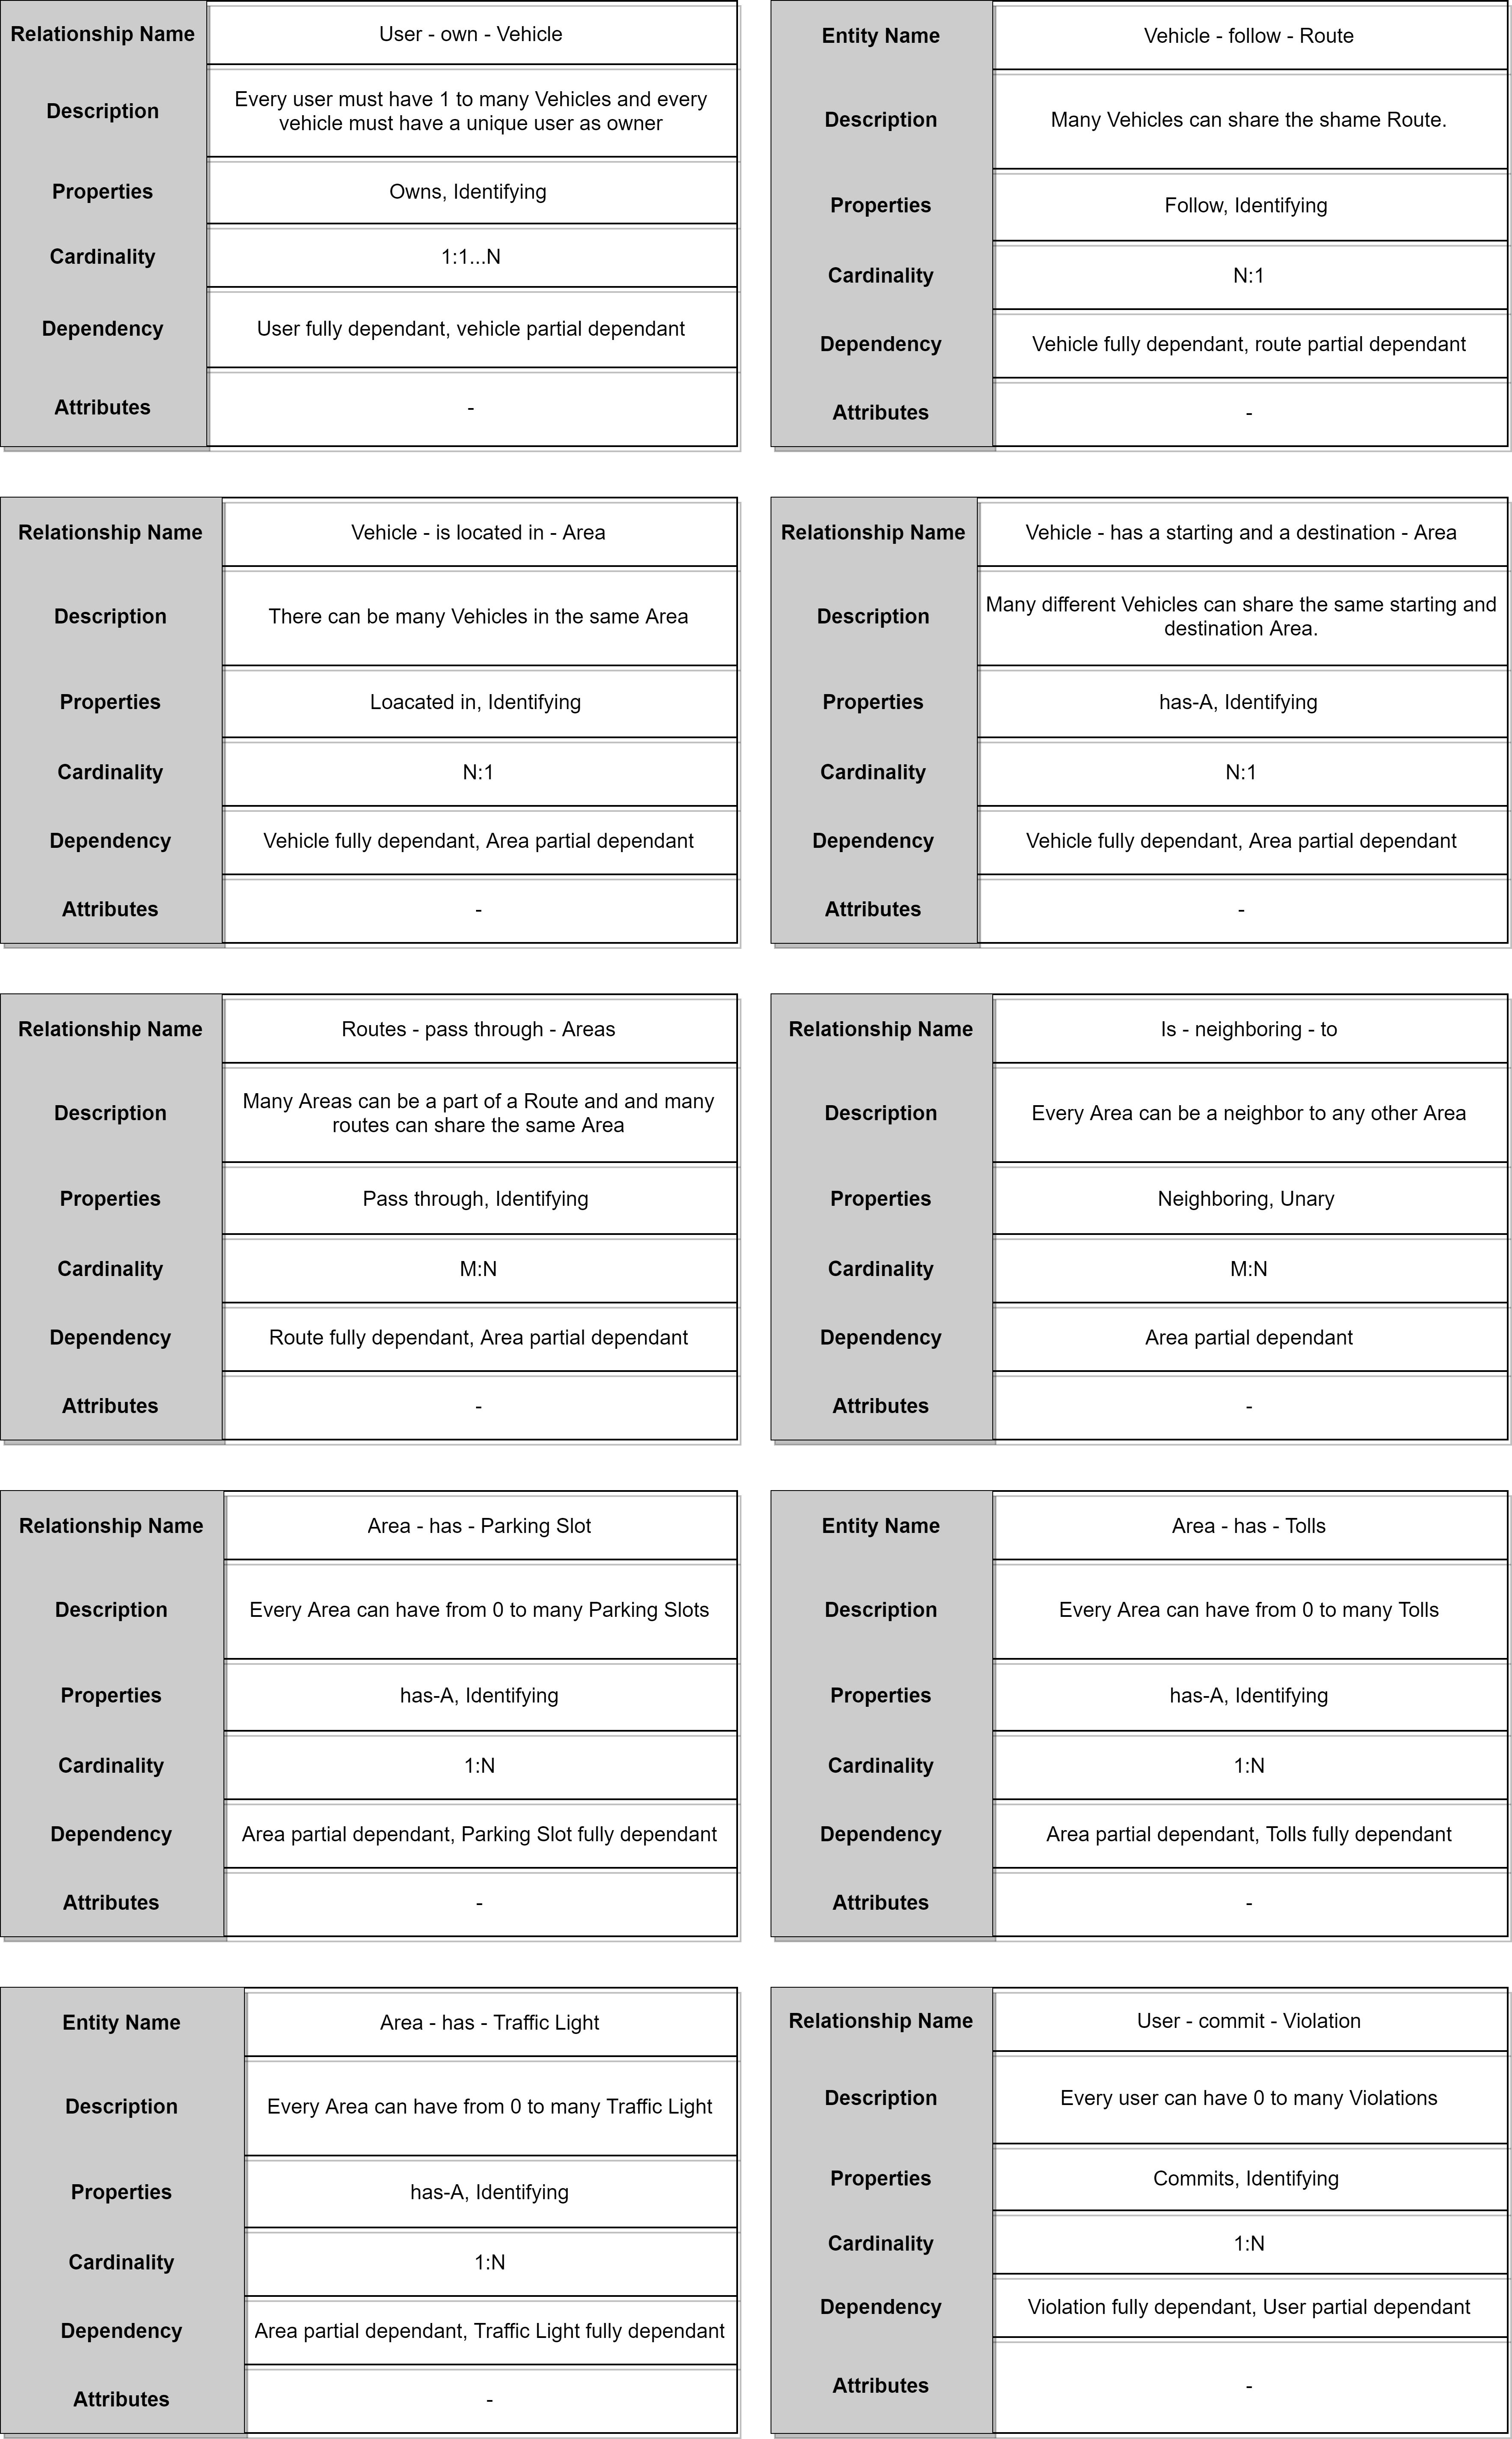 Relationship Name
User - own - Vehicle
Description
Every user must have 1 to many Vehicles and every
vehicle must have a unique user as owner
Properties
Owns, Identifying
Cardinality
1:1...N
Dependency
User fully dependant, vehicle partial dependant
Attributes
-
Entity Name
Vehicle - follow - Route
Description
Many Vehicles can share the shame Route.
Properties
Follow, Identifying
Cardinality
N:1
Dependency
Vehicle fully dependant, route partial dependant
Attributes
-
Relationship Name
Vehicle - is located in - Area
Description
There can be many Vehicles in the same Area
Properties
Loacated in, Identifying
Cardinality
N:1
Dependency
Vehicle fully dependant, Area partial dependant
Attributes
-
Relationship Name
Vehicle - has a starting and a destination - Area
Description
Many different Vehicles can share the same starting and
destination Area.
Properties
has-A, Identifying
Cardinality
N:1
Dependency
Vehicle fully dependant, Area partial dependant
Attributes
-
Relationship Name
Routes - pass through - Areas
Description
Many Areas can be a part of a Route and and many
routes can share the same Area
Properties
Pass through, Identifying
Cardinality
M:N
Dependency
Route fully dependant, Area partial dependant
Attributes
-
Relationship Name
Is - neighboring - to
Description
Every Area can be a neighbor to any other Area
Properties
Neighboring, Unary
Cardinality
M:N
Dependency
Area partial dependant
Attributes
-
Relationship Name
Area - has - Parking Slot
Description
Every Area can have from 0 to many Parking Slots
Properties
has-A, Identifying
Cardinality
1:N
Dependency
Area partial dependant, Parking Slot fully dependant
Attributes
-
Entity Name
Area - has - Tolls
Description
Every Area can have from 0 to many Tolls
Properties
has-A, Identifying
Cardinality
1:N
Dependency
Area partial dependant, Tolls fully dependant
Attributes
-
Entity Name
Area - has - Traffic Light
Description
Every Area can have from 0 to many Traffic Light
Properties
has-A, Identifying
Cardinality
1:N
Dependency
Area partial dependant, Traffic Light fully dependant
Attributes
-
Relationship Name
User - commit - Violation
Description
Every user can have 0 to many Violations
Properties
Commits, Identifying
Cardinality
1:N
Dependency
Violation fully dependant, User partial dependant
Attributes
-